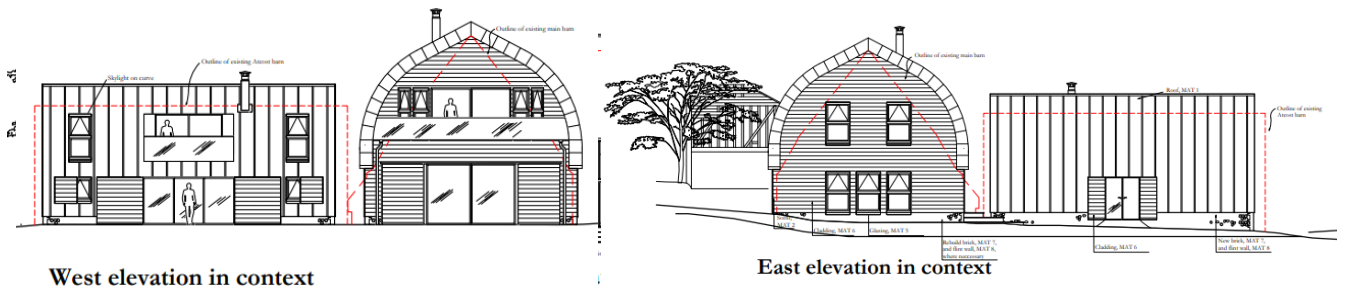 Outline of existing main barn
Outline of existing Atcost barn
Skylight on curve
West elevation in context
Outline of existing main barn
Roof, MAT 1
Outline of existing
Atcost barn
MAT 2
Cladding, MAT 6
Glazing, MAT 5
Rebuild brick, MAT 7,
and flint wall, MAT 8,
where neccessary
Cladding, MAT 6
New brick, MAT 7,
and flint wall, MAT 8
East elevation in context